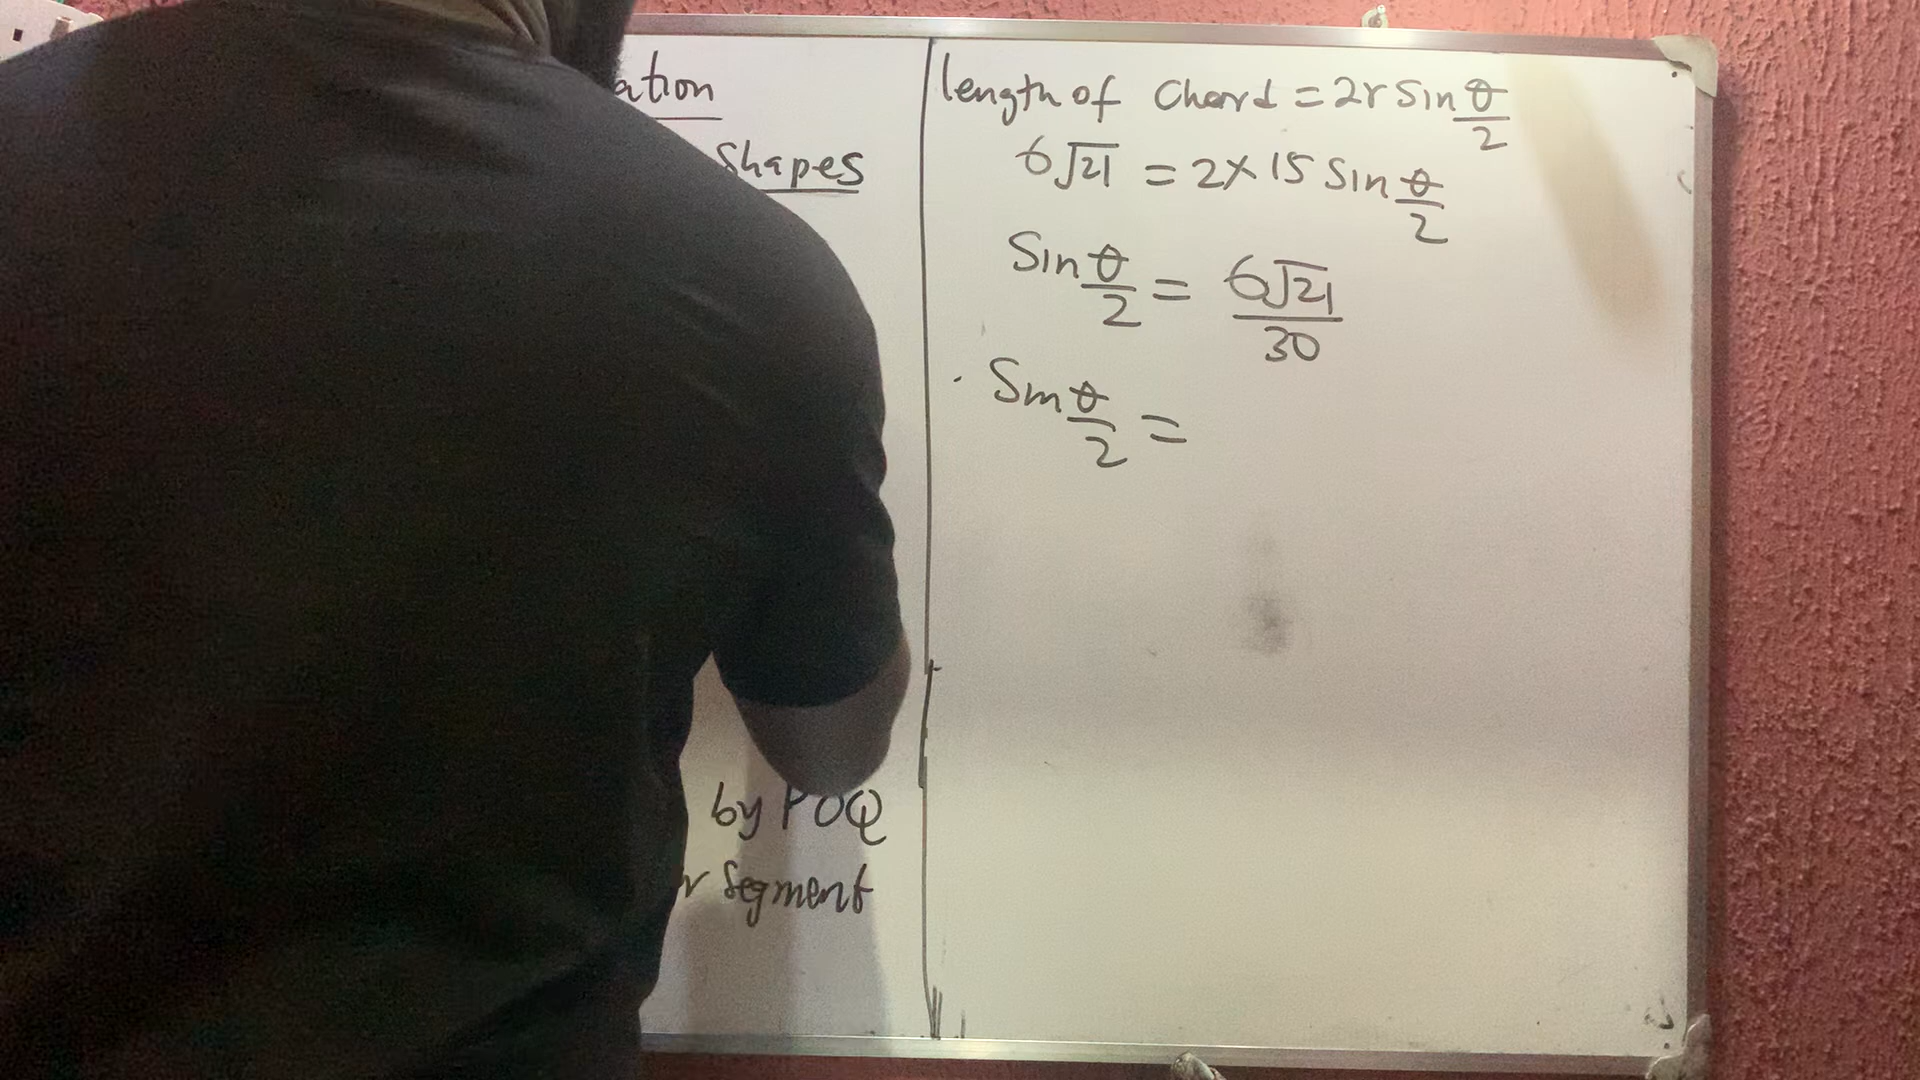 ation
Shapes
by POQ
r Segment
length of Chord = 2r Sin θ/2
6√21 = 2 × 15 Sin θ/2
Sin θ/2 = 6√21/30
Sin θ/2 =